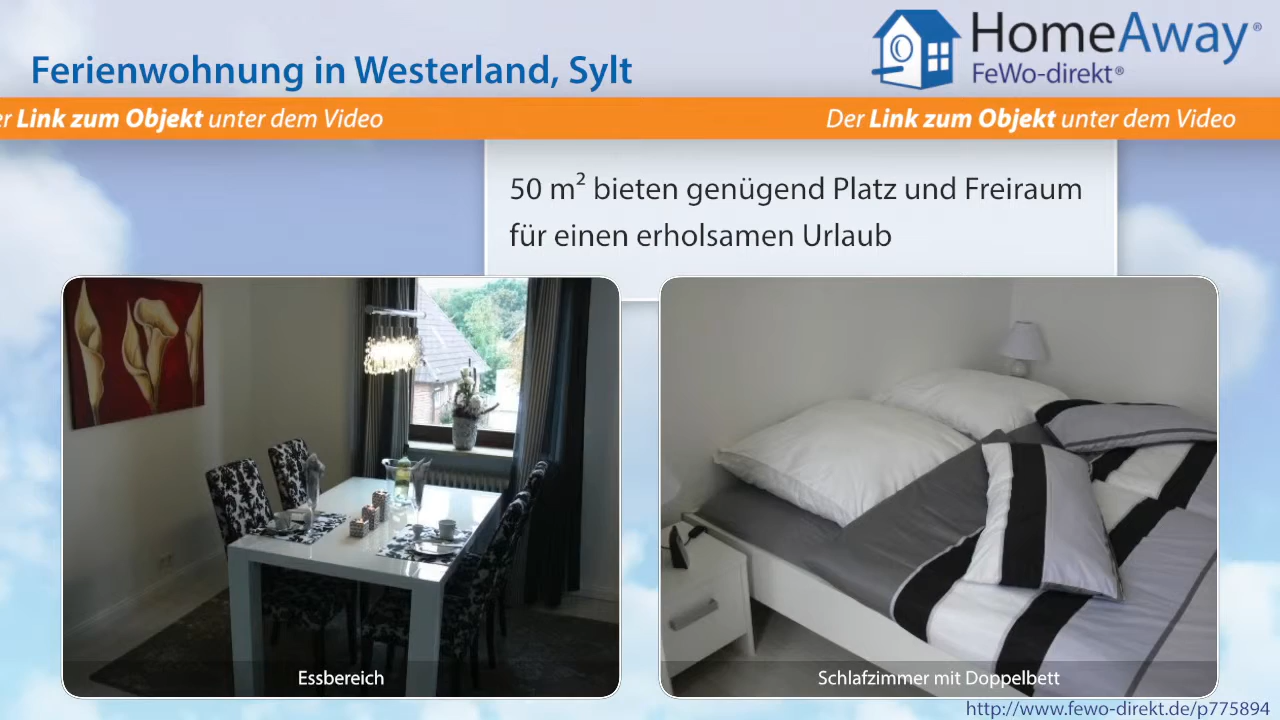 Ferienwohnung in Westerland, Sylt
HomeAway®
FeWo-direkt®
er Link zum Objekt unter dem Video
Der Link zum Objekt unter dem Video
50 m² bieten genügend Platz und Freiraum
für einen erholsamen Urlaub
Essbereich
Schlafzimmer mit Doppelbett
http://www.fewo-direkt.de/p775894